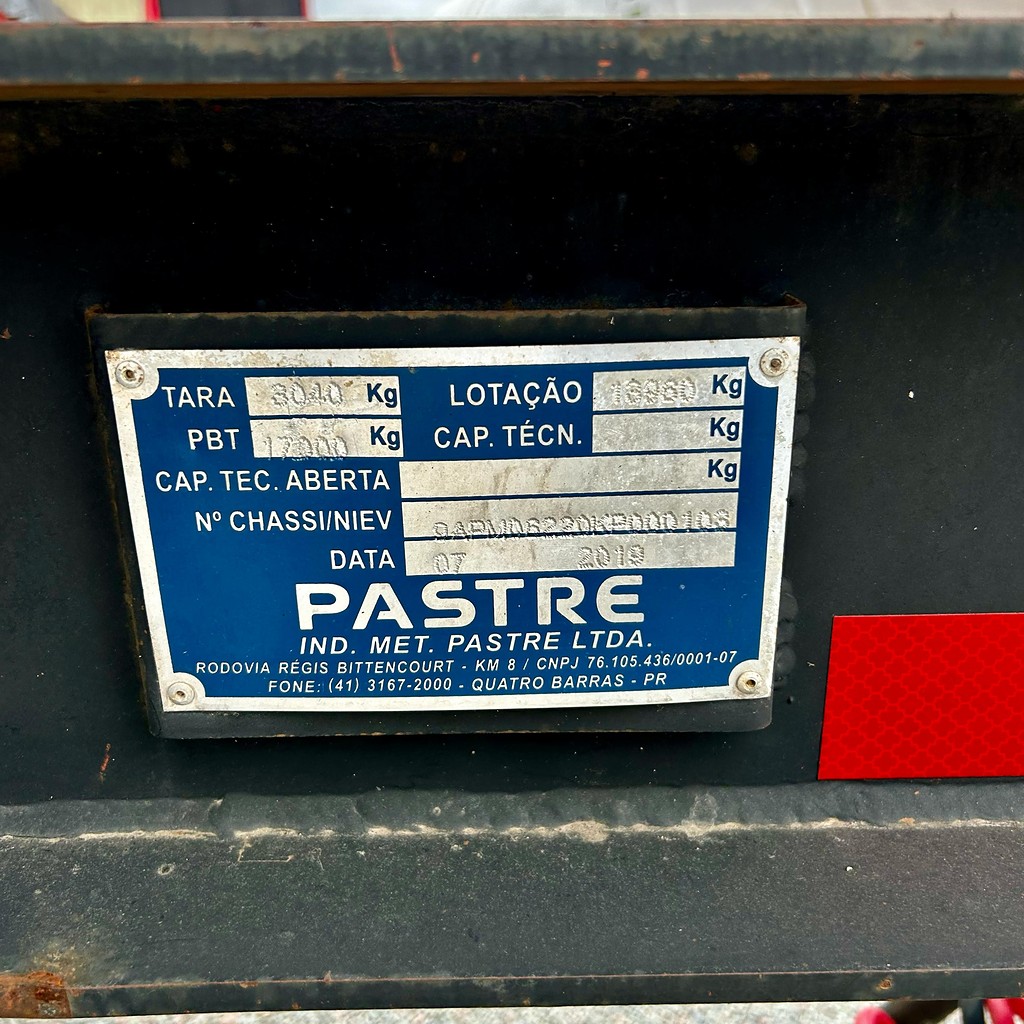 TARA 3040 Kg LOTAÇÃO Kg
PBT 17000 Kg CAP. TÉCN. Kg
CAP. TEC. ABERTA Kg
Nº CHASSI/NIEV
DATA 07 2019
PASTRE
IND. MET. PASTRE LTDA.
RODOVIA RÉGIS BITTENCOURT - KM 8 / CNPJ 76.105.436/0001-07
FONE: (41) 3167-2000 - QUATRO BARRAS - PR